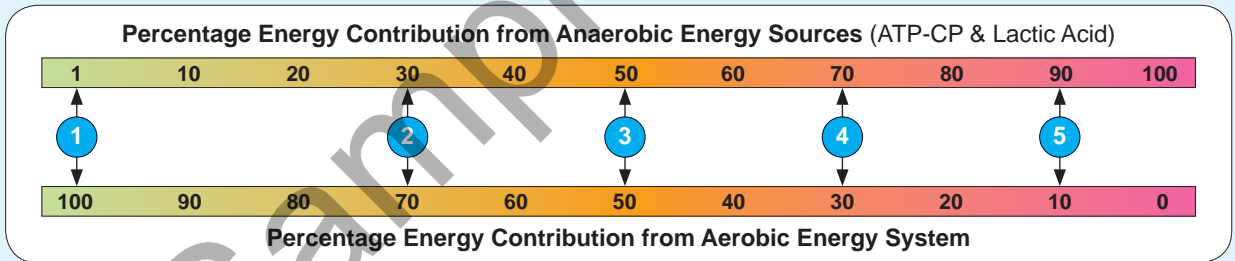 Percentage Energy Contribution from Anaerobic Energy Sources (ATP-CP & Lactic Acid)
1 10 20 30 40 50 60 70 80 90 100
1 2 3 4 5
100 90 80 70 60 50 40 30 20 10 0
Percentage Energy Contribution from Aerobic Energy System